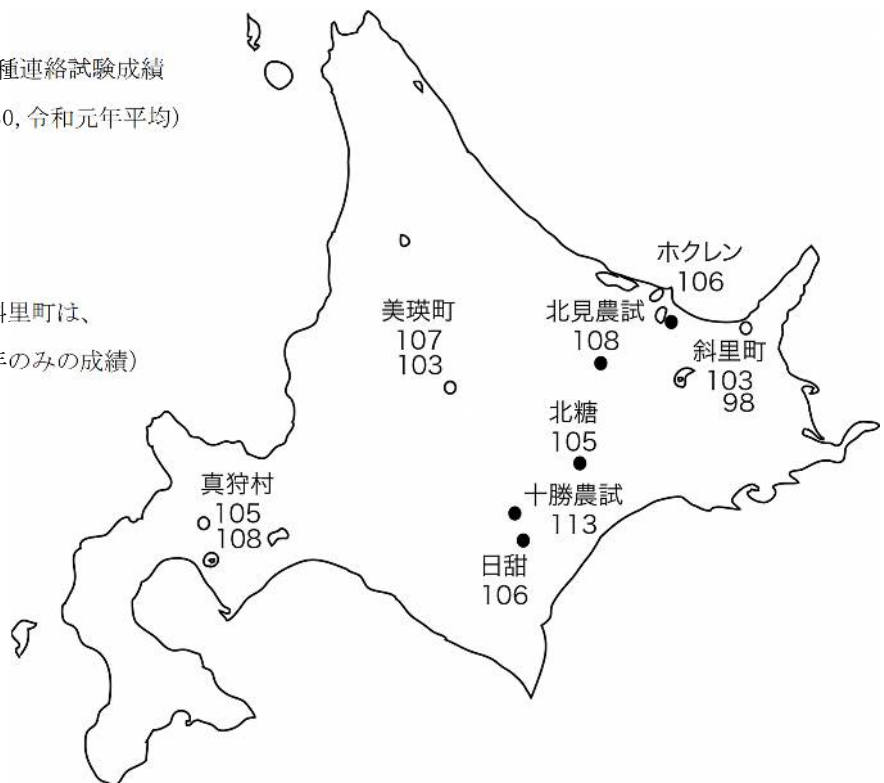 種連絡試験成績
0, 令和元年平均）
斜里町は、
年のみの成績）
ホクレン
106
美瑛町
107
103
北見農試
108
斜里町
103
98
北糖
105
真狩村
105
108
十勝農試
113
日甜
106